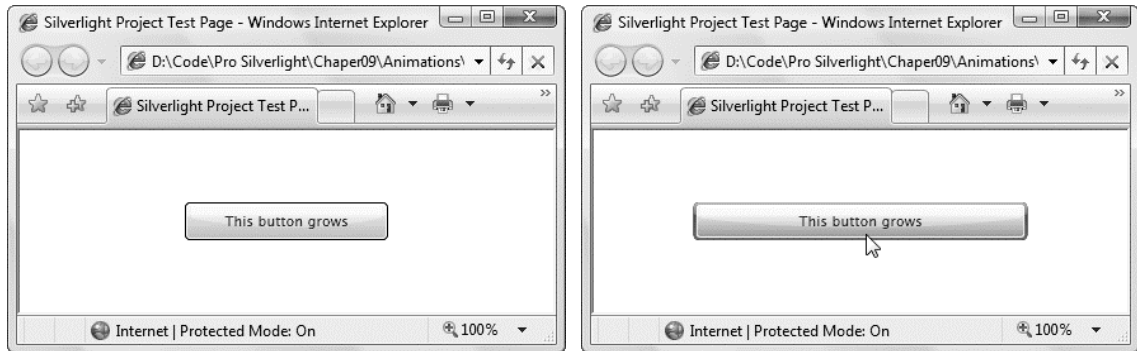 Silverlight Project Test Page - Windows Internet Explorer
D:\Code\Pro Silverlight\Chaper09\Animations\
Silverlight Project Test P...
This button grows
Internet | Protected Mode: On
100%
Silverlight Project Test Page - Windows Internet Explorer
D:\Code\Pro Silverlight\Chaper09\Animations\
Silverlight Project Test P...
This button grows
Internet | Protected Mode: On
100%